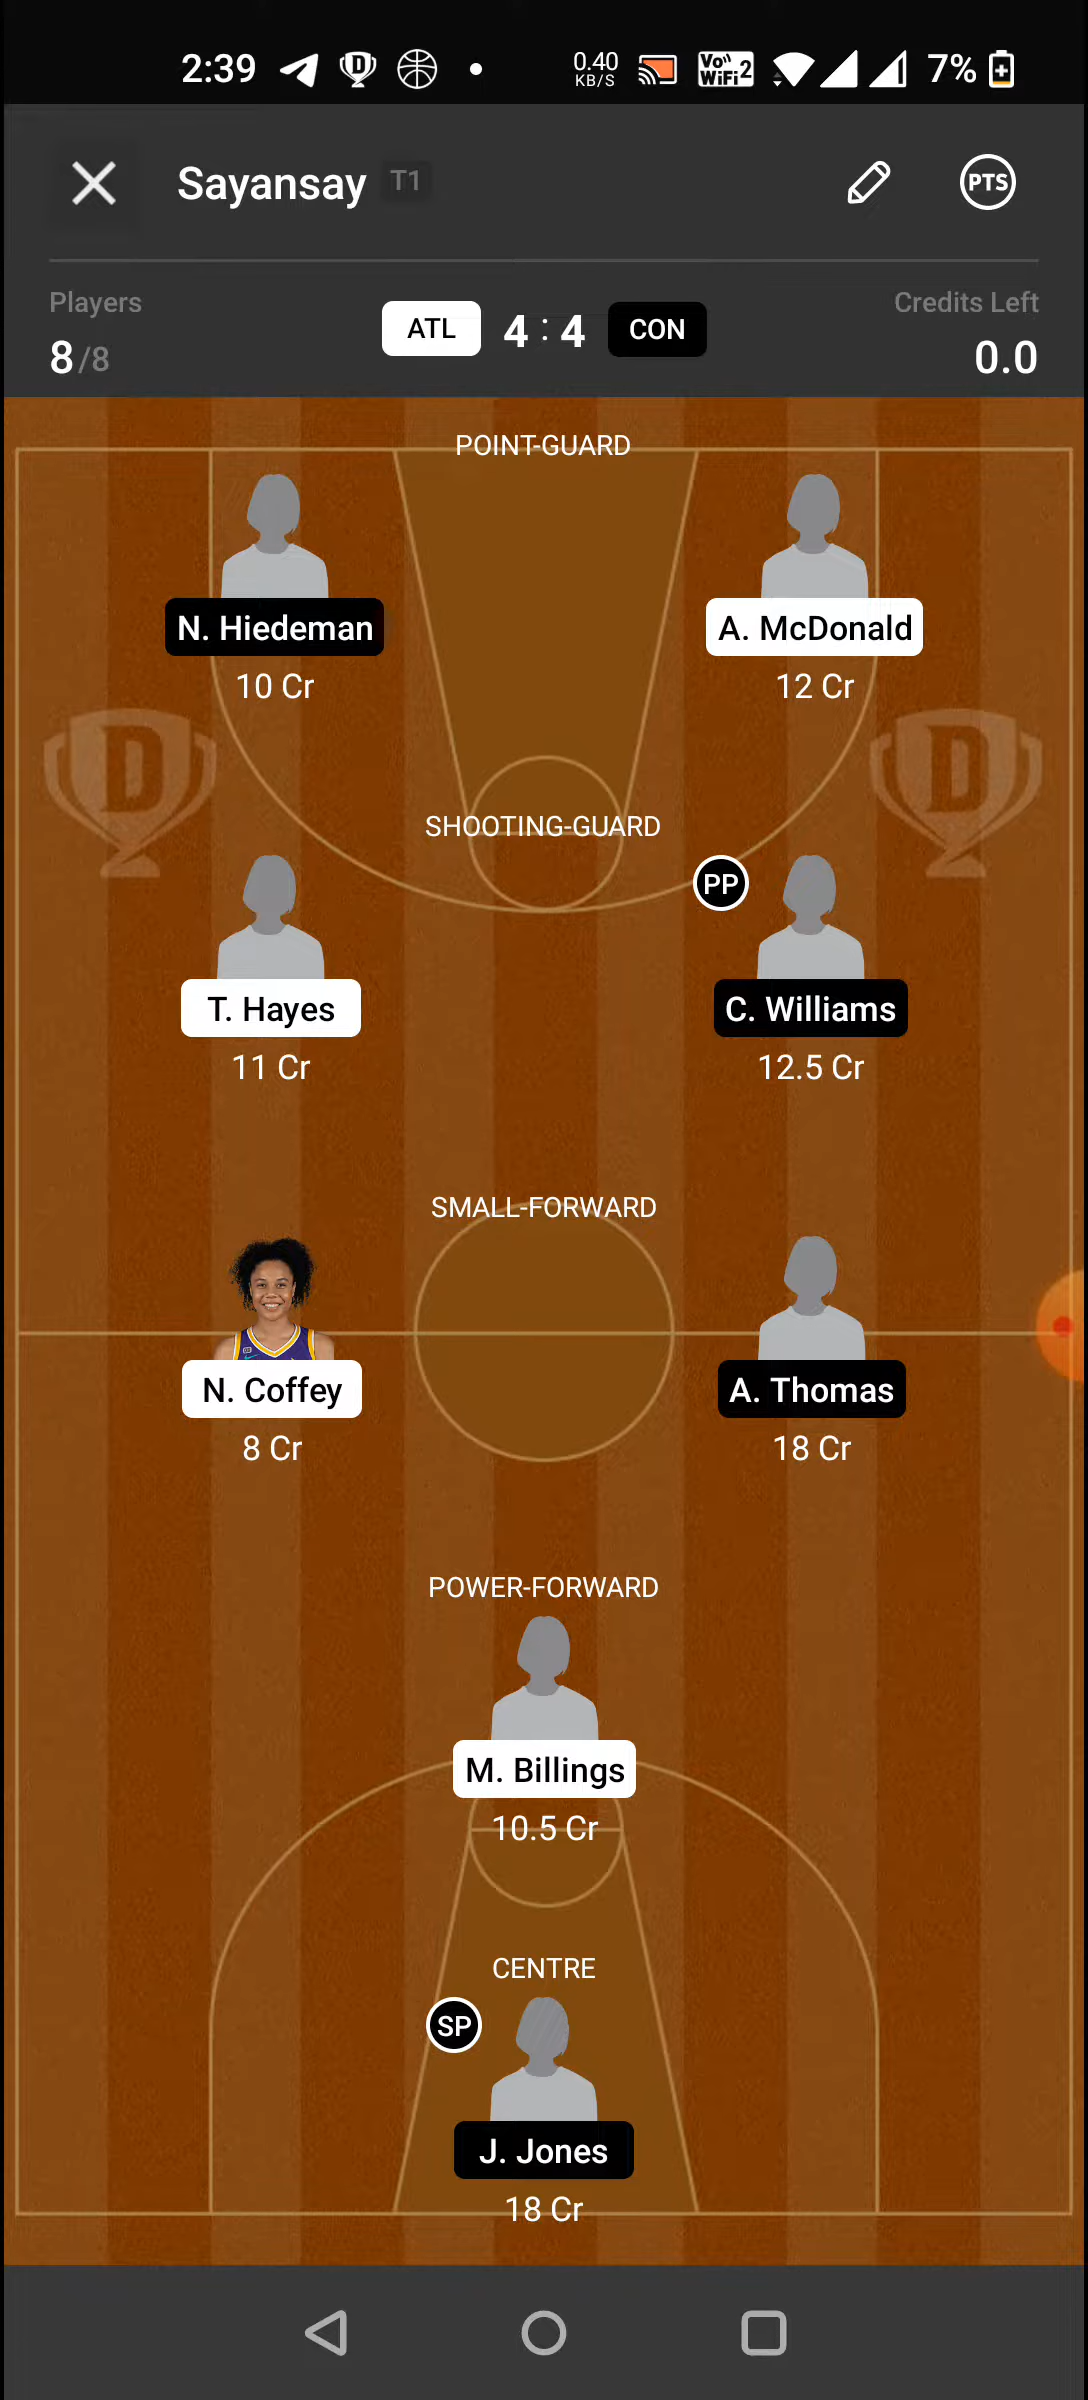 2:39 0.40 KB/S Vo WiFi 2 7%
Sayansay T1 PTS
Players Credits Left
8/8 ATL 4 : 4 CON 0.0
POINT-GUARD
N. Hiedeman A. McDonald
10 Cr 12 Cr
D D
SHOOTING-GUARD
PP
T. Hayes C. Williams
11 Cr 12.5 Cr
SMALL-FORWARD
N. Coffey A. Thomas
8 Cr 18 Cr
POWER-FORWARD
M. Billings
10.5 Cr
CENTRE
SP
J. Jones
18 Cr